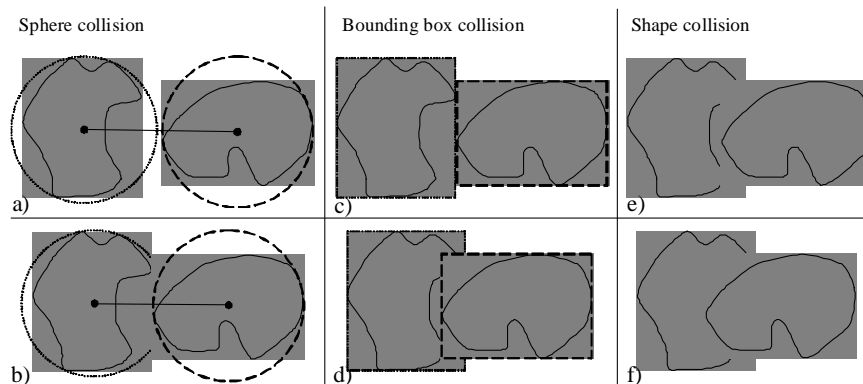 Sphere collision
Bounding box collision
Shape collision
a)
c)
e)
b)
d)
f)